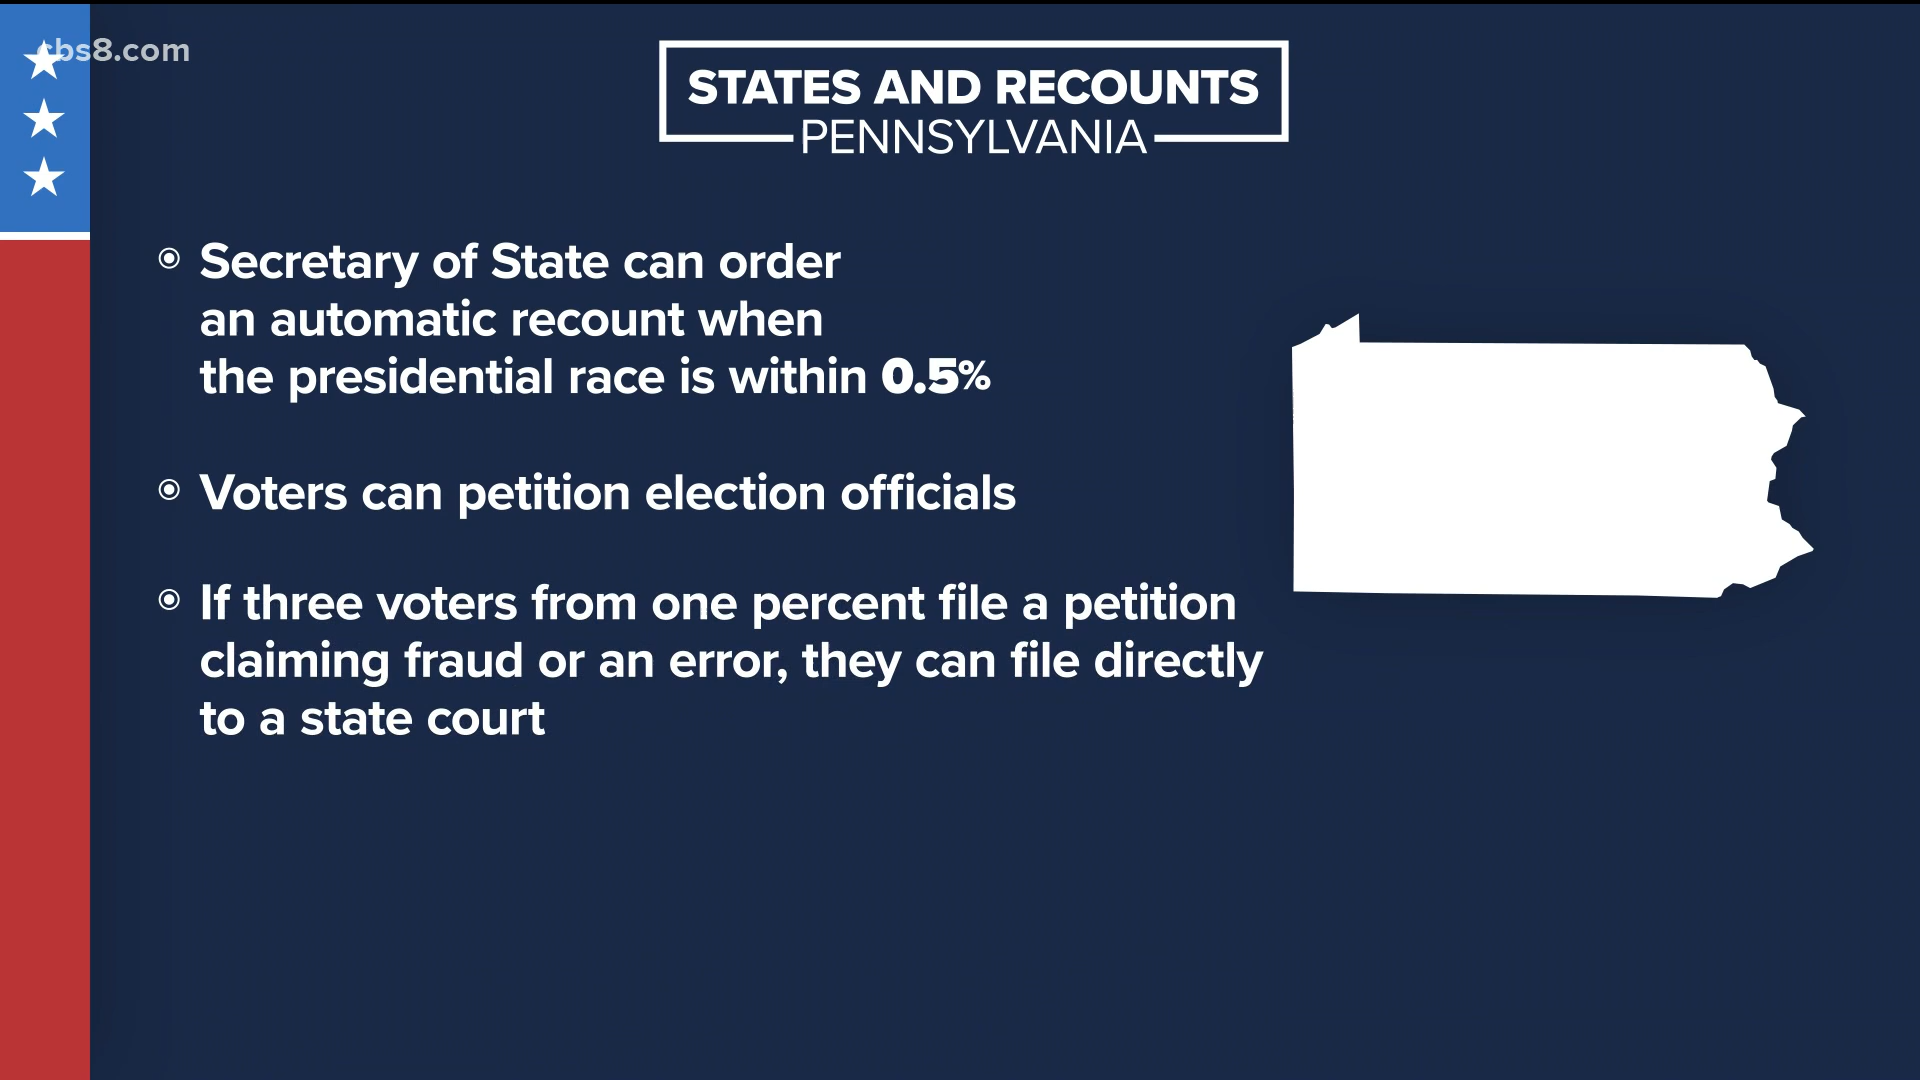 cbs8.com
STATES AND RECOUNTS
PENNSYLVANIA
Secretary of State can order
an automatic recount when
the presidential race is within 0.5%
Voters can petition election officials
If three voters from one percent file a petition
claiming fraud or an error, they can file directly
to a state court